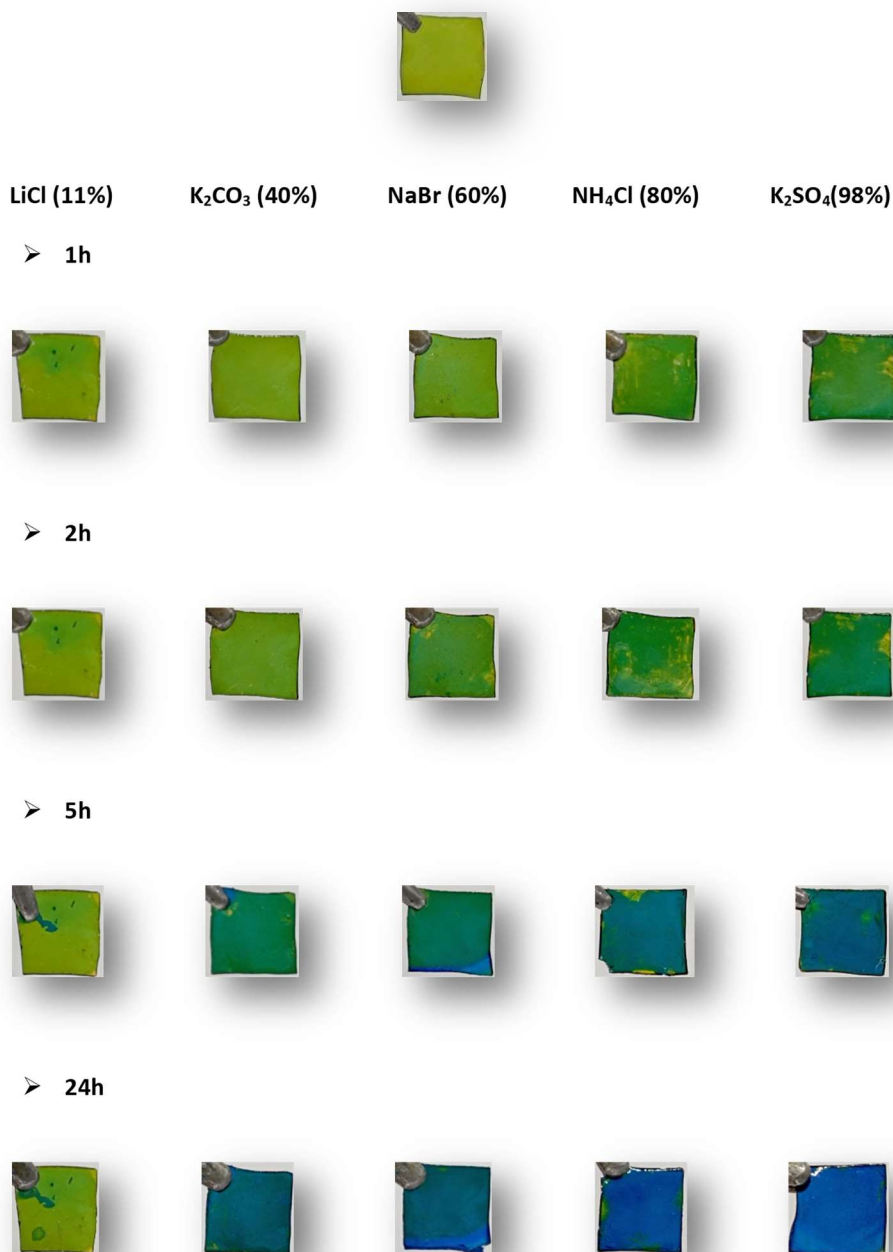 LiCl (11%) K₂CO₃ (40%) NaBr (60%) NH₄Cl (80%) K₂SO₄(98%)
➢ 1h
➢ 2h
➢ 5h
➢ 24h